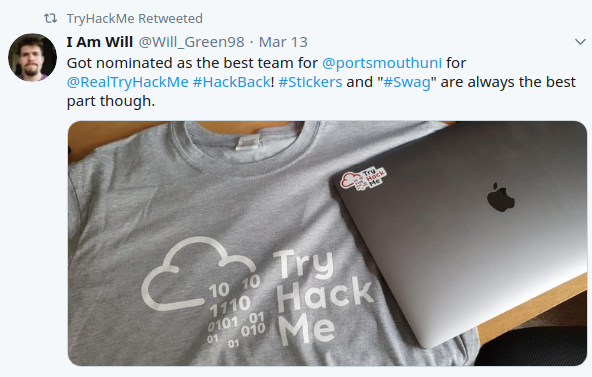 TryHackMe Retweeted
I Am Will @Will_Green98 · Mar 13
Got nominated as the best team for @portsmouthuni for
@RealTryHackMe #HackBack! #Stickers and "#Swag" are always the best
part though.
Try
Hack
Me
10 10
1110
0101 01
01 010
01
Try
Hack
Me